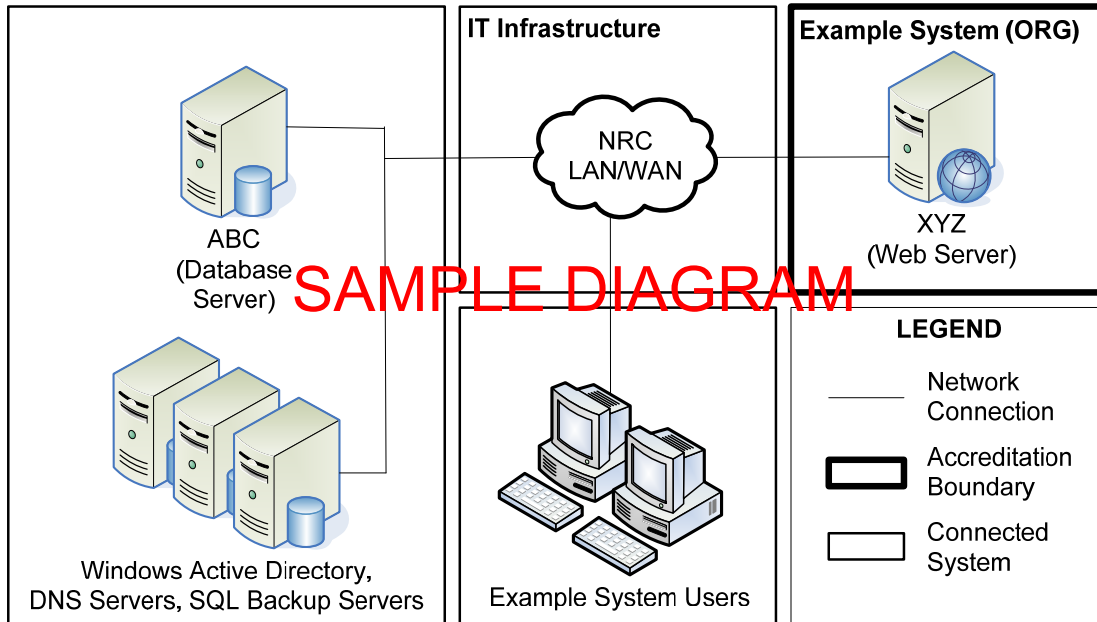 IT Infrastructure
Example System (ORG)
NRC
LAN/WAN
ABC
(Database
Server)
XYZ
(Web Server)
SAMPLE DIAGRAM
Windows Active Directory,
DNS Servers, SQL Backup Servers
Example System Users
LEGEND
Network
Connection
Accreditation
Boundary
Connected
System